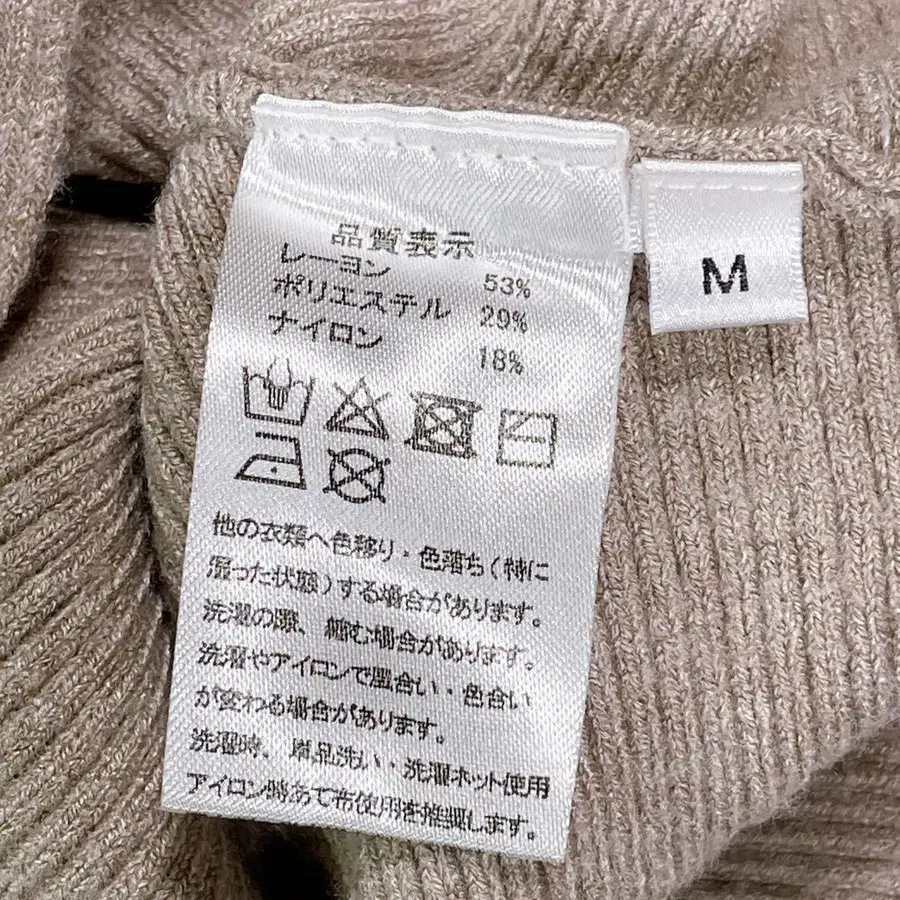 品質表示
レーヨン 53%
ポリエステル 29%
ナイロン 18%
M
他の衣類へ色移り・色落ち(特に
湿った状態)する場合があります。
洗濯の際、縮む場合があります。
洗濯やアイロンで風合い・色合い
が変わる場合があります。
洗濯時、単品洗い・洗濯ネット使用
アイロン時あて布使用を推奨します。